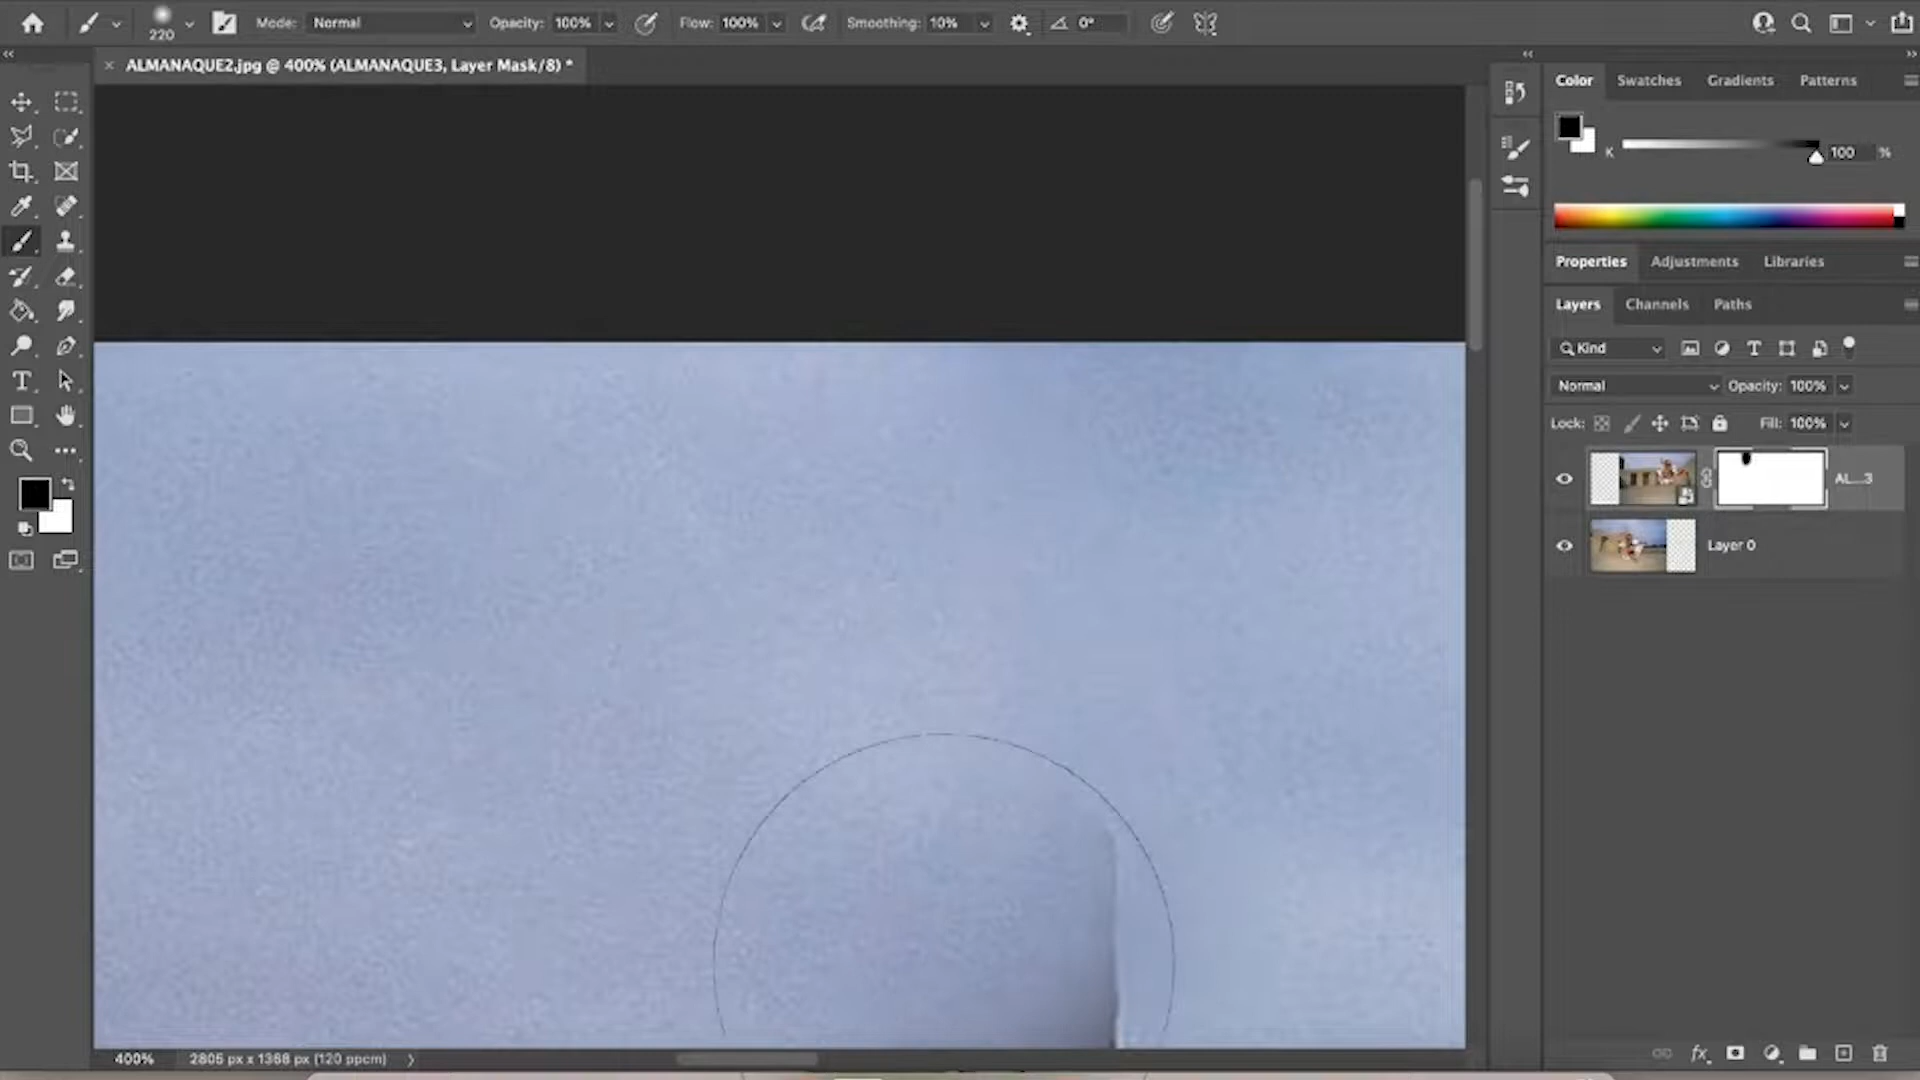 220 Mode: Normal Opacity: 100% Flow: 100% Smoothing: 10% 0°
ALMANAQUE2.jpg @ 400% (ALMANAQUE3, Layer Mask/8) *
Color Swatches Gradients Patterns
K 100 %
Properties Adjustments Libraries
Layers Channels Paths
Kind
Normal Opacity: 100%
Lock: Fill: 100%
AL...3
Layer 0
fx
400% 2805 px x 1368 px (120 ppcm)